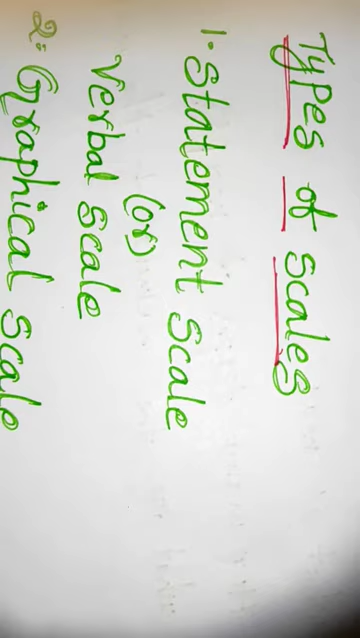 Types of Scales
1. Statement Scale
(or)
Verbal Scale
2. Graphical Scale